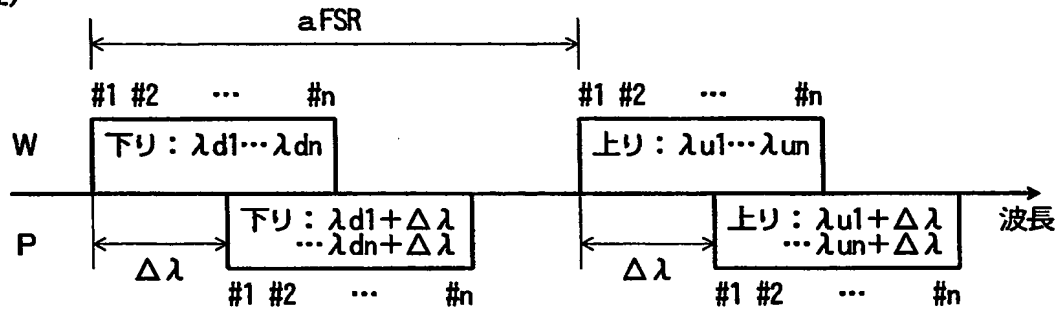 aFSR
#1 #2 … #n
#1 #2 … #n
W
下り：λd1…λdn
上り：λu1…λun
波長
P
下り：λd1+Δλ
…λdn+Δλ
上り：λu1+Δλ
…λun+Δλ
Δλ
Δλ
#1 #2 … #n
#1 #2 … #n